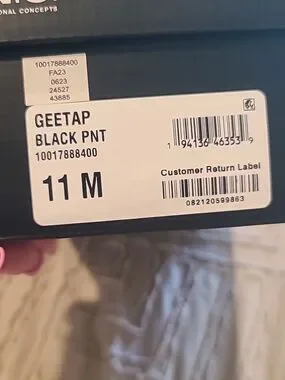 ONAL CONCEPTS
10017888400
FA23
0623
24527
43685
GEETAP
BLACK PNT
10017888400
11 M
1 94136 46353 9
Customer Return Label
082120599863